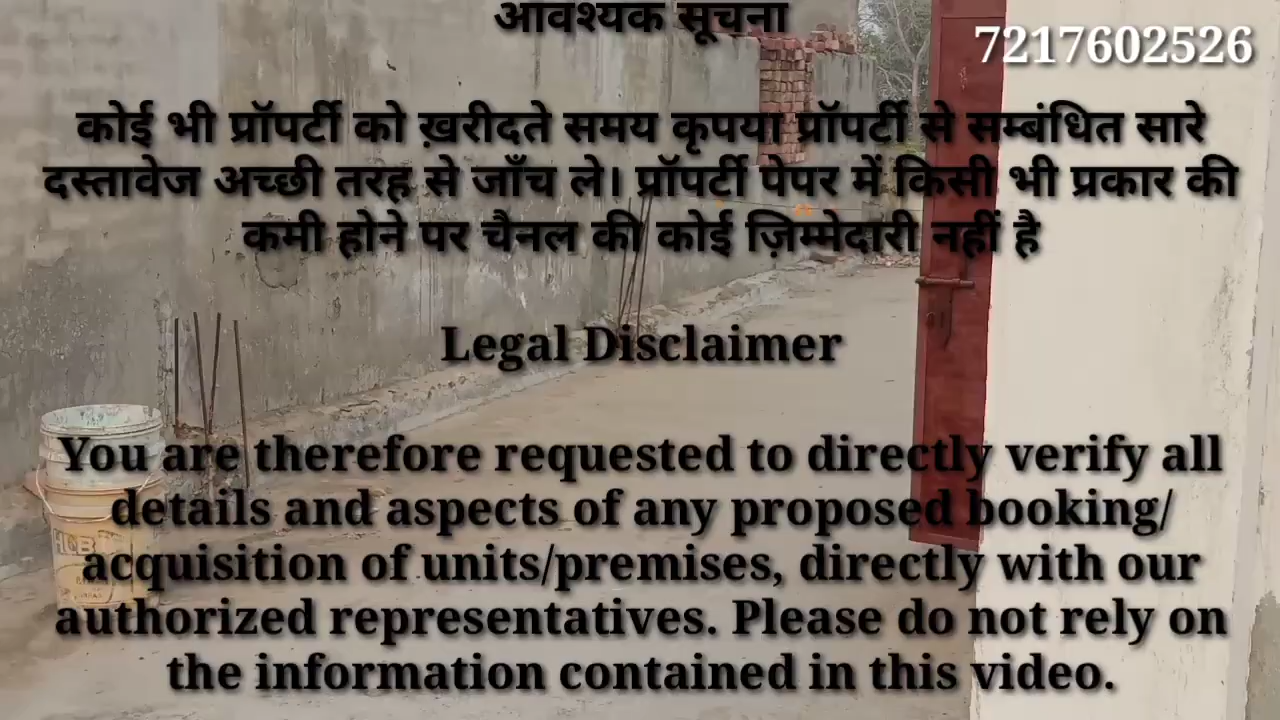 आवश्यक सूचना
7217602526
कोई भी प्रॉपर्टी को ख़रीदते समय कृपया प्रॉपर्टी से सम्बंधित सारे
दस्तावेज अच्छी तरह से जाँच ले। प्रॉपर्टी पेपर में किसी भी प्रकार की
कमी होने पर चैनल की कोई ज़िम्मेदारी नहीं है
Legal Disclaimer
You are therefore requested to directly verify all
details and aspects of any proposed booking/
acquisition of units/premises, directly with our
authorized representatives. Please do not rely on
the information contained in this video.